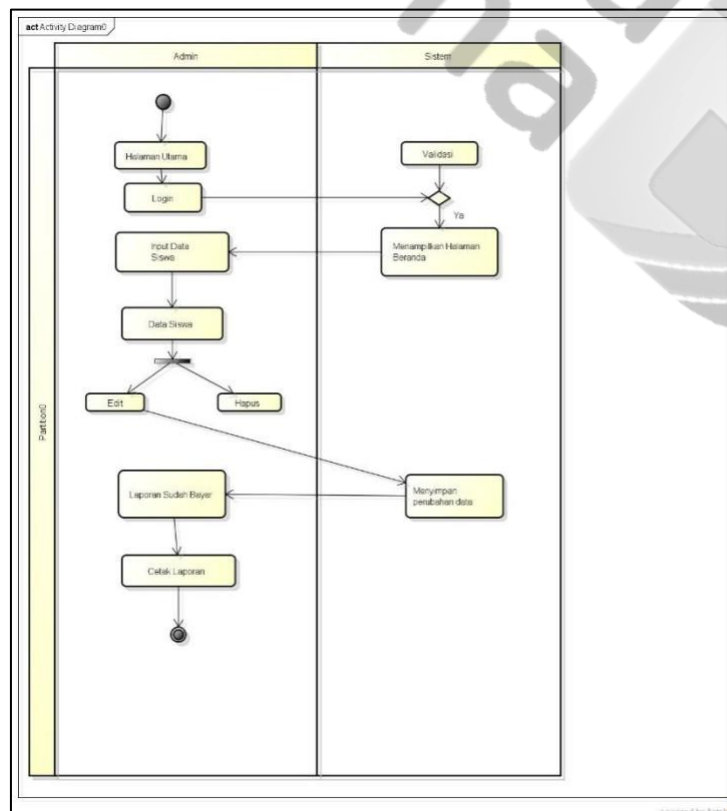 act Activity Diagram0
Admin
Sistem
Halaman Utama
Validasi
Login
Ya
Input Data
Siswa
Menampilkan Halaman
Beranda
Data Siswa
Edit
Hapus
Partition0
Laporan Sudah Bayar
Menyimpan
perubahan data
Cetak Laporan